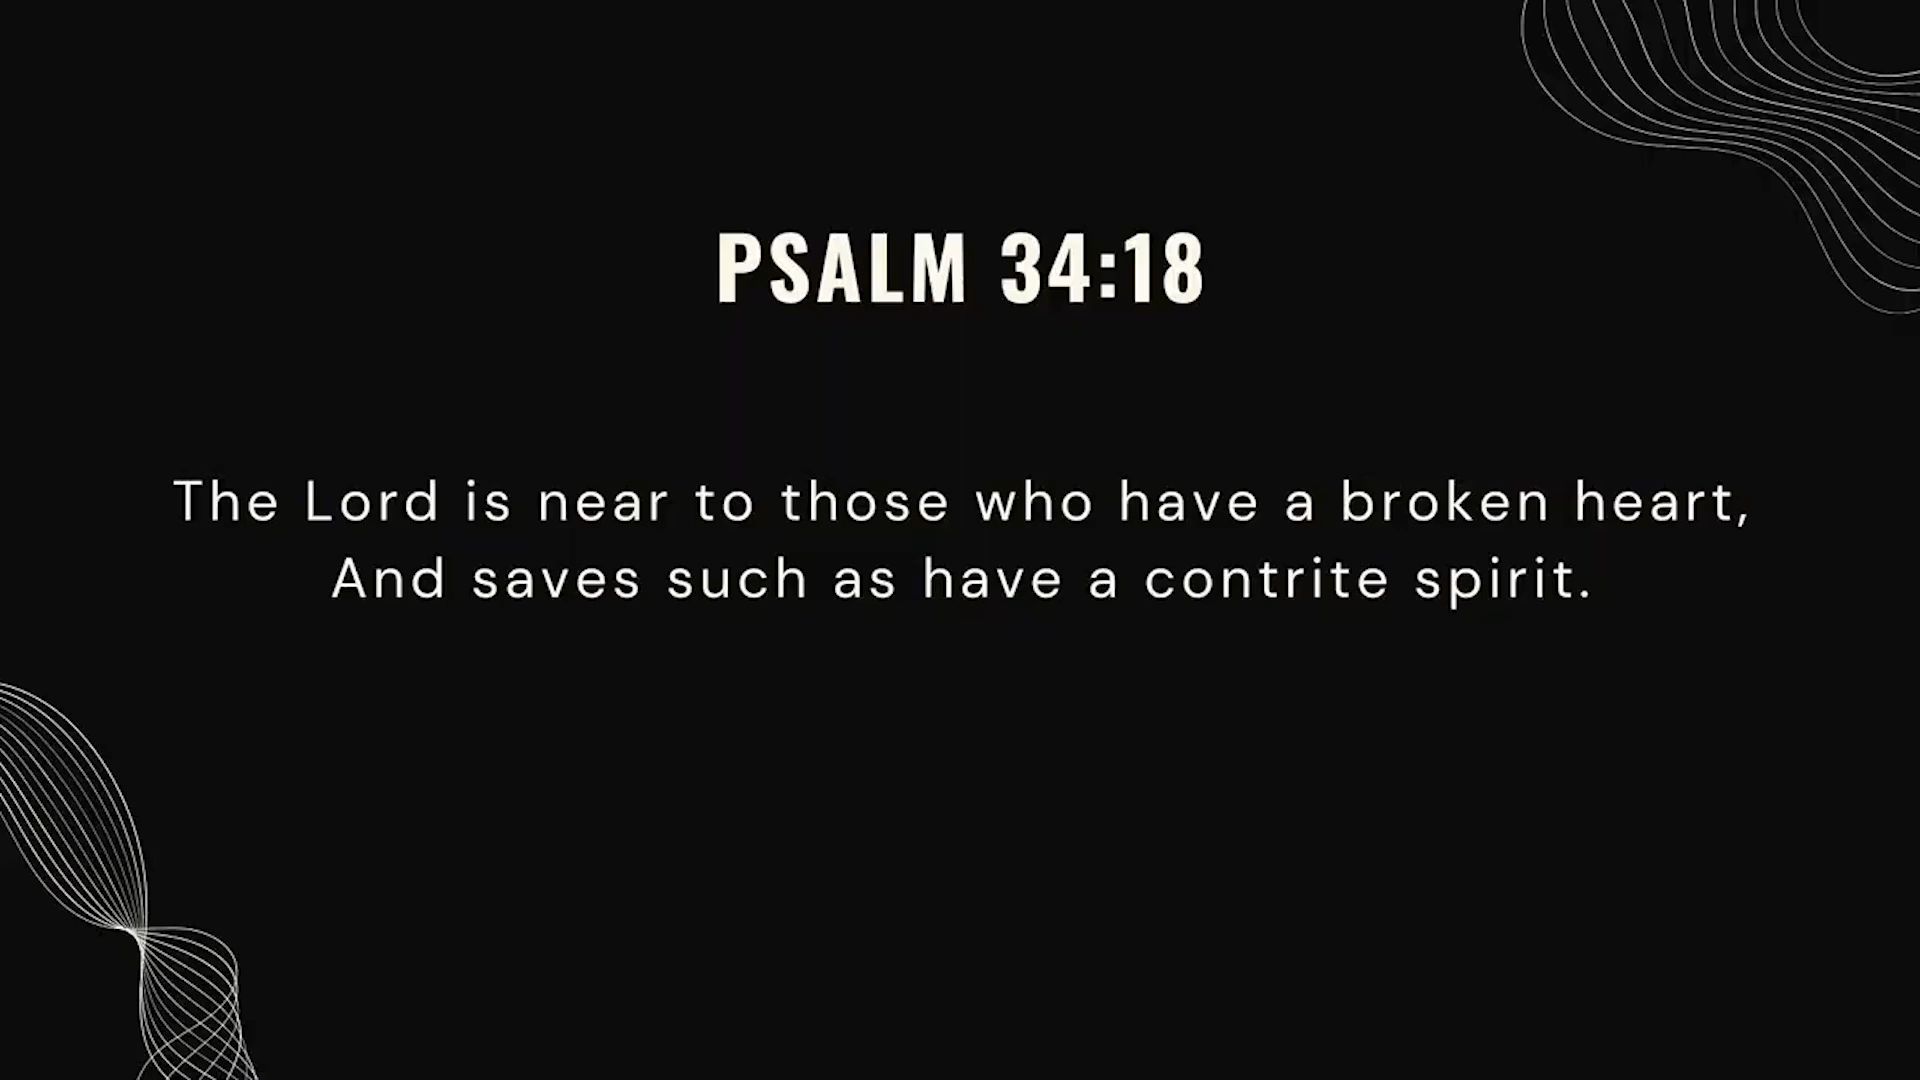 PSALM 34:18
The Lord is near to those who have a broken heart,
And saves such as have a contrite spirit.